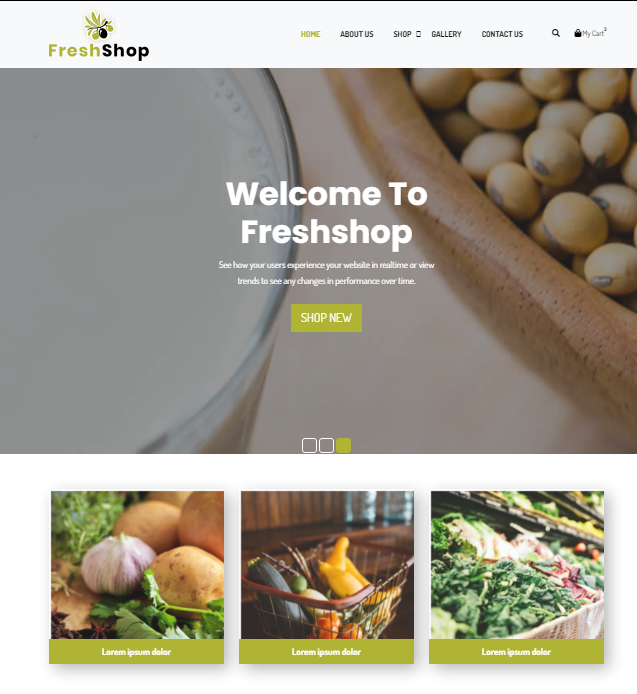 FreshShop
HOME ABOUT US SHOP GALLERY CONTACT US My Cart 3
Welcome To
Freshshop
See how your users experience your website in realtime or view
trends to see any changes in performance over time.
SHOP NEW
Lorem ipsum dolor Lorem ipsum dolor Lorem ipsum dolor